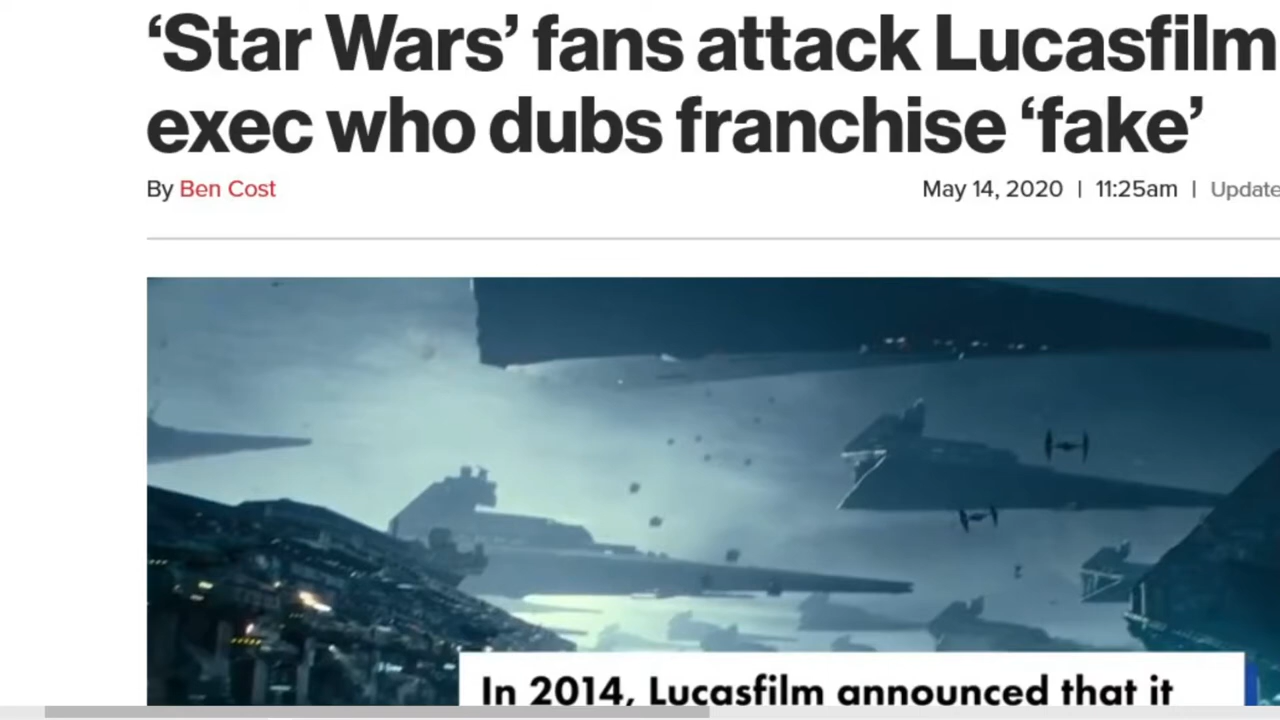 ‘Star Wars’ fans attack Lucasfilm
exec who dubs franchise ‘fake’
By Ben Cost
May 14, 2020 | 11:25am | Update
In 2014, Lucasfilm announced that it